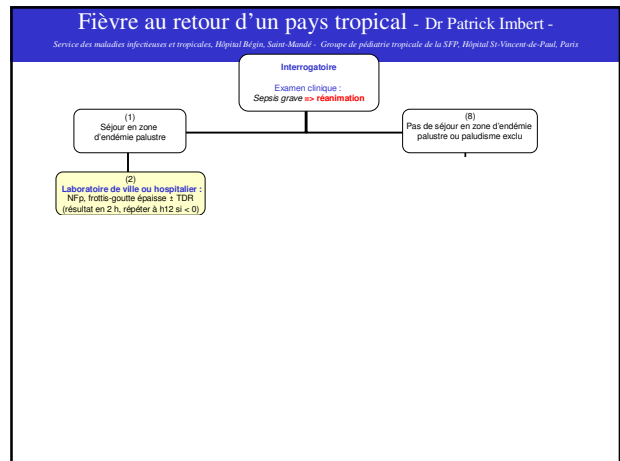 Fièvre au retour d'un pays tropical - Dr Patrick Imbert -
Service des maladies infectieuses et tropicales, Hôpital Bégin, Saint-Mandé - Groupe de pédiatrie tropicale de la SFP, Hôpital St-Vincent-de-Paul, Paris
Interrogatoire
Examen clinique :
Sepsis grave => réanimation
(1)
Séjour en zone
d'endémie palustre
(8)
Pas de séjour en zone d'endémie
palustre ou paludisme exclu
(2)
Laboratoire de ville ou hospitalier :
NFp, frottis-goutte épaisse ± TDR
(résultat en 2 h, répéter à h12 si < 0)